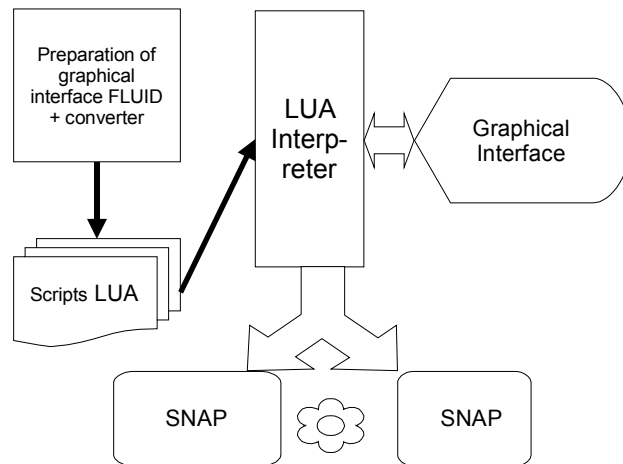 Preparation of
graphical
interface FLUID
+ converter
LUA
Interp-
reter
Graphical
Interface
Scripts LUA
SNAP
SNAP